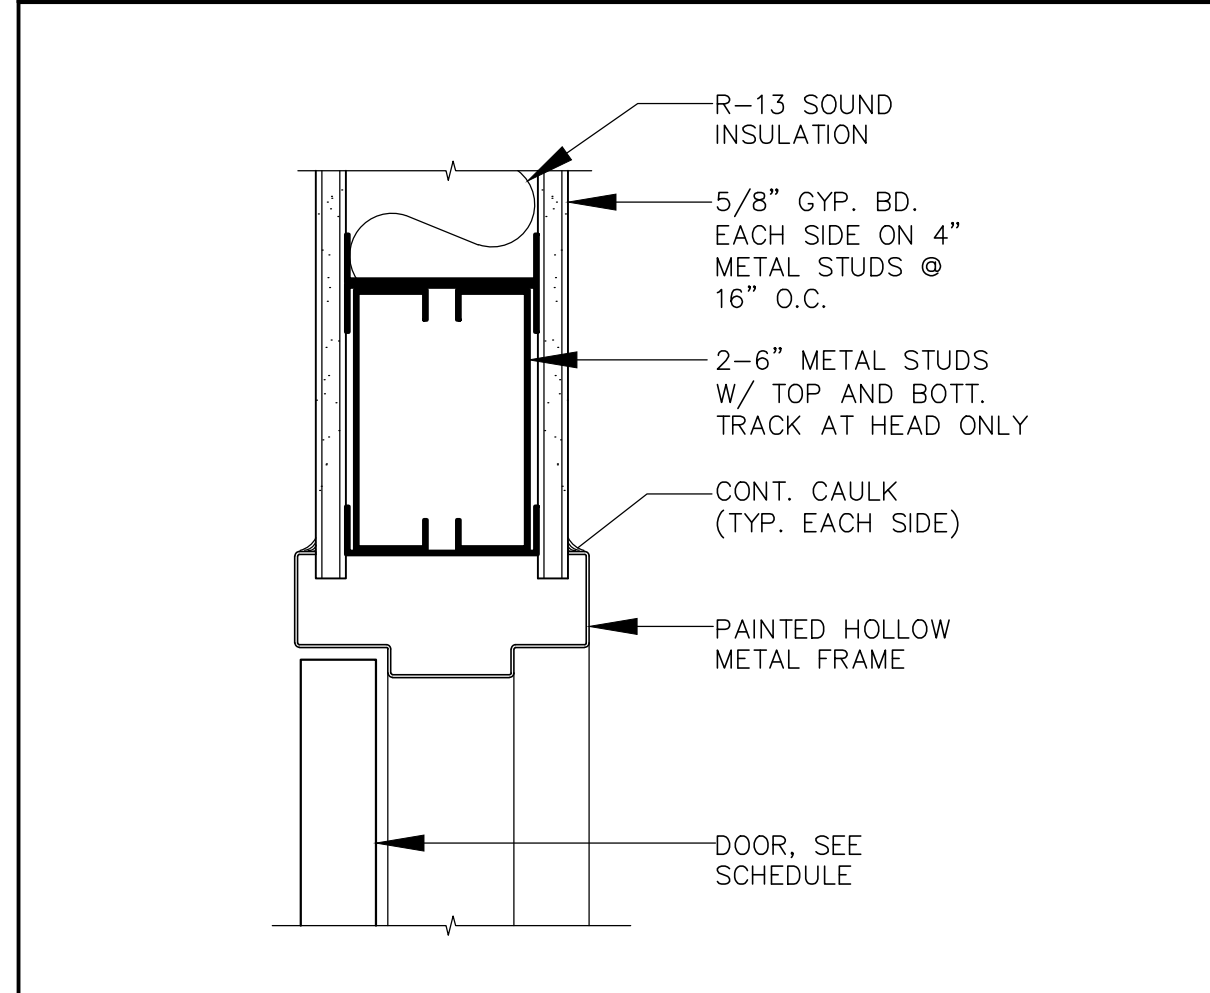 R-13 SOUND
INSULATION
5/8" GYP. BD.
EACH SIDE ON 4"
METAL STUDS @
16" O.C.
2-6" METAL STUDS
W/ TOP AND BOTT.
TRACK AT HEAD ONLY
CONT. CAULK
(TYP. EACH SIDE)
PAINTED HOLLOW
METAL FRAME
DOOR, SEE
SCHEDULE